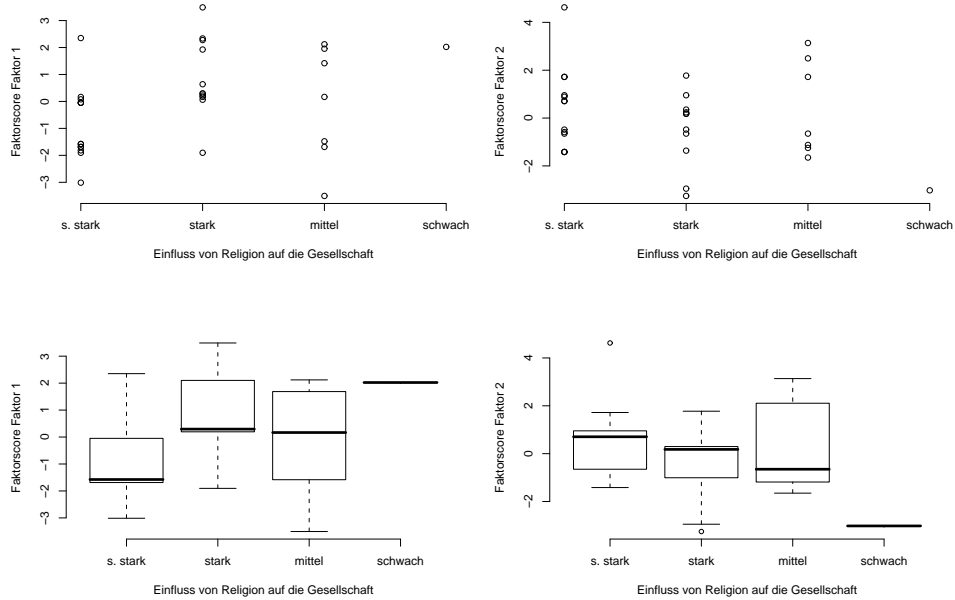 Faktorscore Faktor 1
3
2
1
0
−1
−2
−3
s. stark
stark
mittel
schwach
Einfluss von Religion auf die Gesellschaft
Faktorscore Faktor 2
4
2
0
−2
s. stark
stark
mittel
schwach
Einfluss von Religion auf die Gesellschaft
Faktorscore Faktor 1
3
2
1
0
−1
−2
−3
s. stark
stark
mittel
schwach
Einfluss von Religion auf die Gesellschaft
Faktorscore Faktor 2
4
2
0
−2
s. stark
stark
mittel
schwach
Einfluss von Religion auf die Gesellschaft